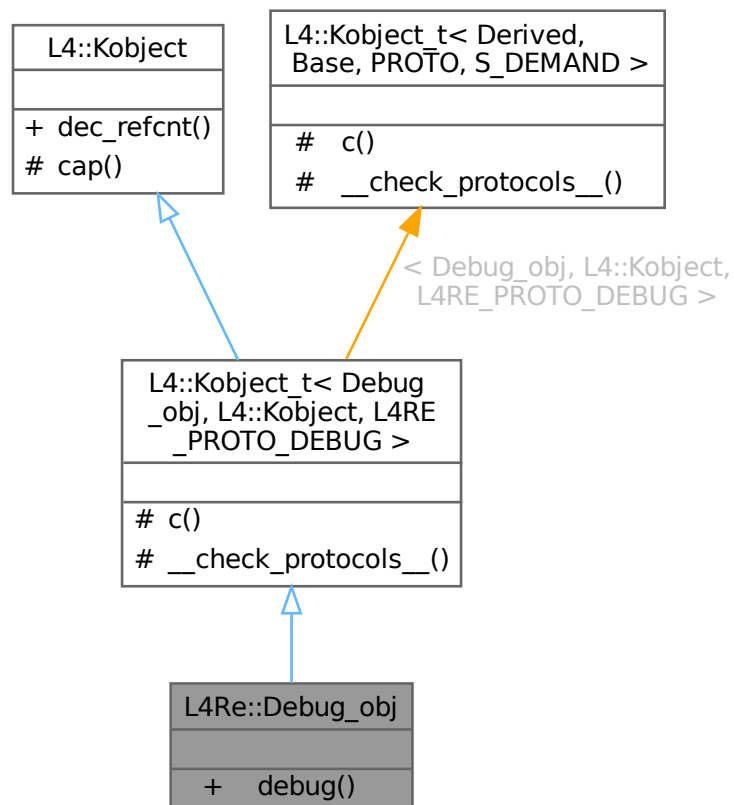 L4::Kobject
+ dec_refcnt()
# cap()
L4::Kobject_t< Derived,
Base, PROTO, S_DEMAND >
# c()
# __check_protocols__()
< Debug_obj, L4::Kobject,
L4RE_PROTO_DEBUG >
L4::Kobject_t< Debug
_obj, L4::Kobject, L4RE
_PROTO_DEBUG >
# c()
# __check_protocols__()
L4Re::Debug_obj
+ debug()